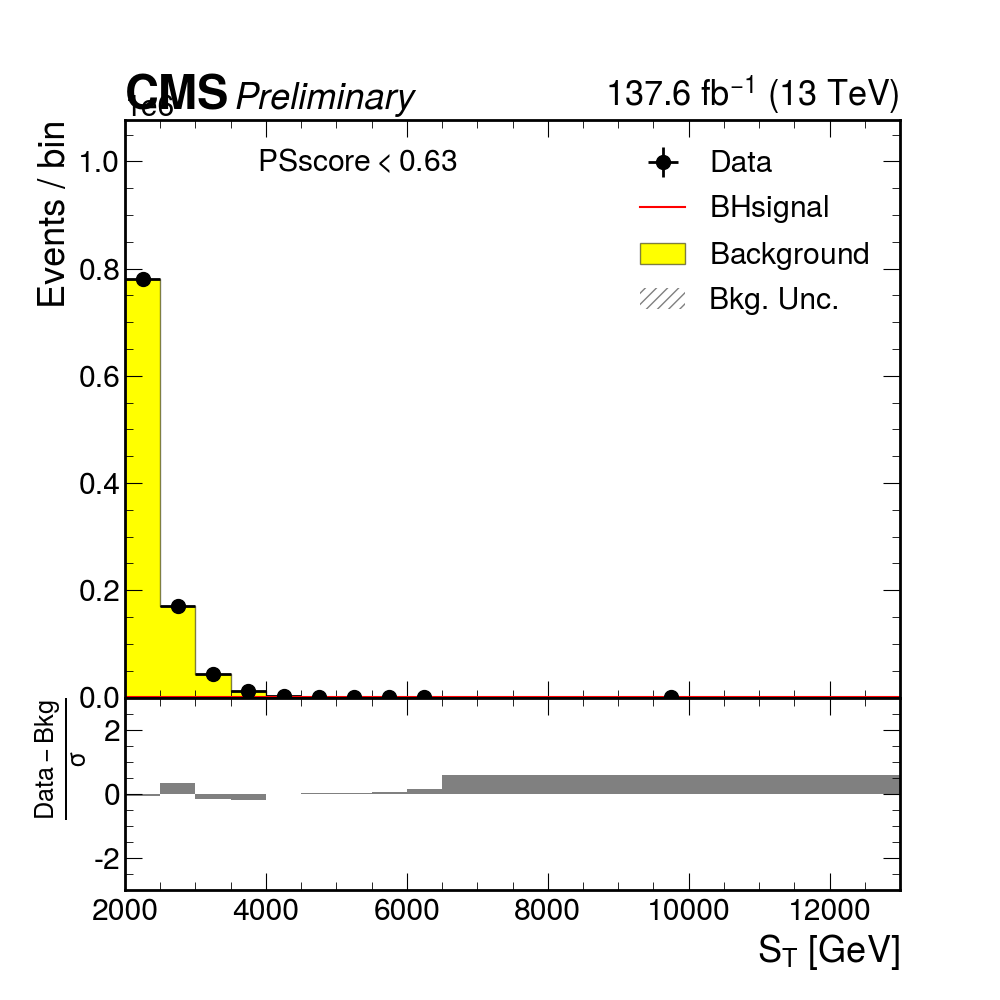 CMS Preliminary 137.6 fb⁻¹ (13 TeV)
1e6
Events / bin
PSscore < 0.63
Data
BHsignal
Background
Bkg. Unc.
1.0
0.8
0.6
0.4
0.2
0.0
Data – Bkg
σ
2
0
-2
2000 4000 6000 8000 10000 12000
S_T [GeV]